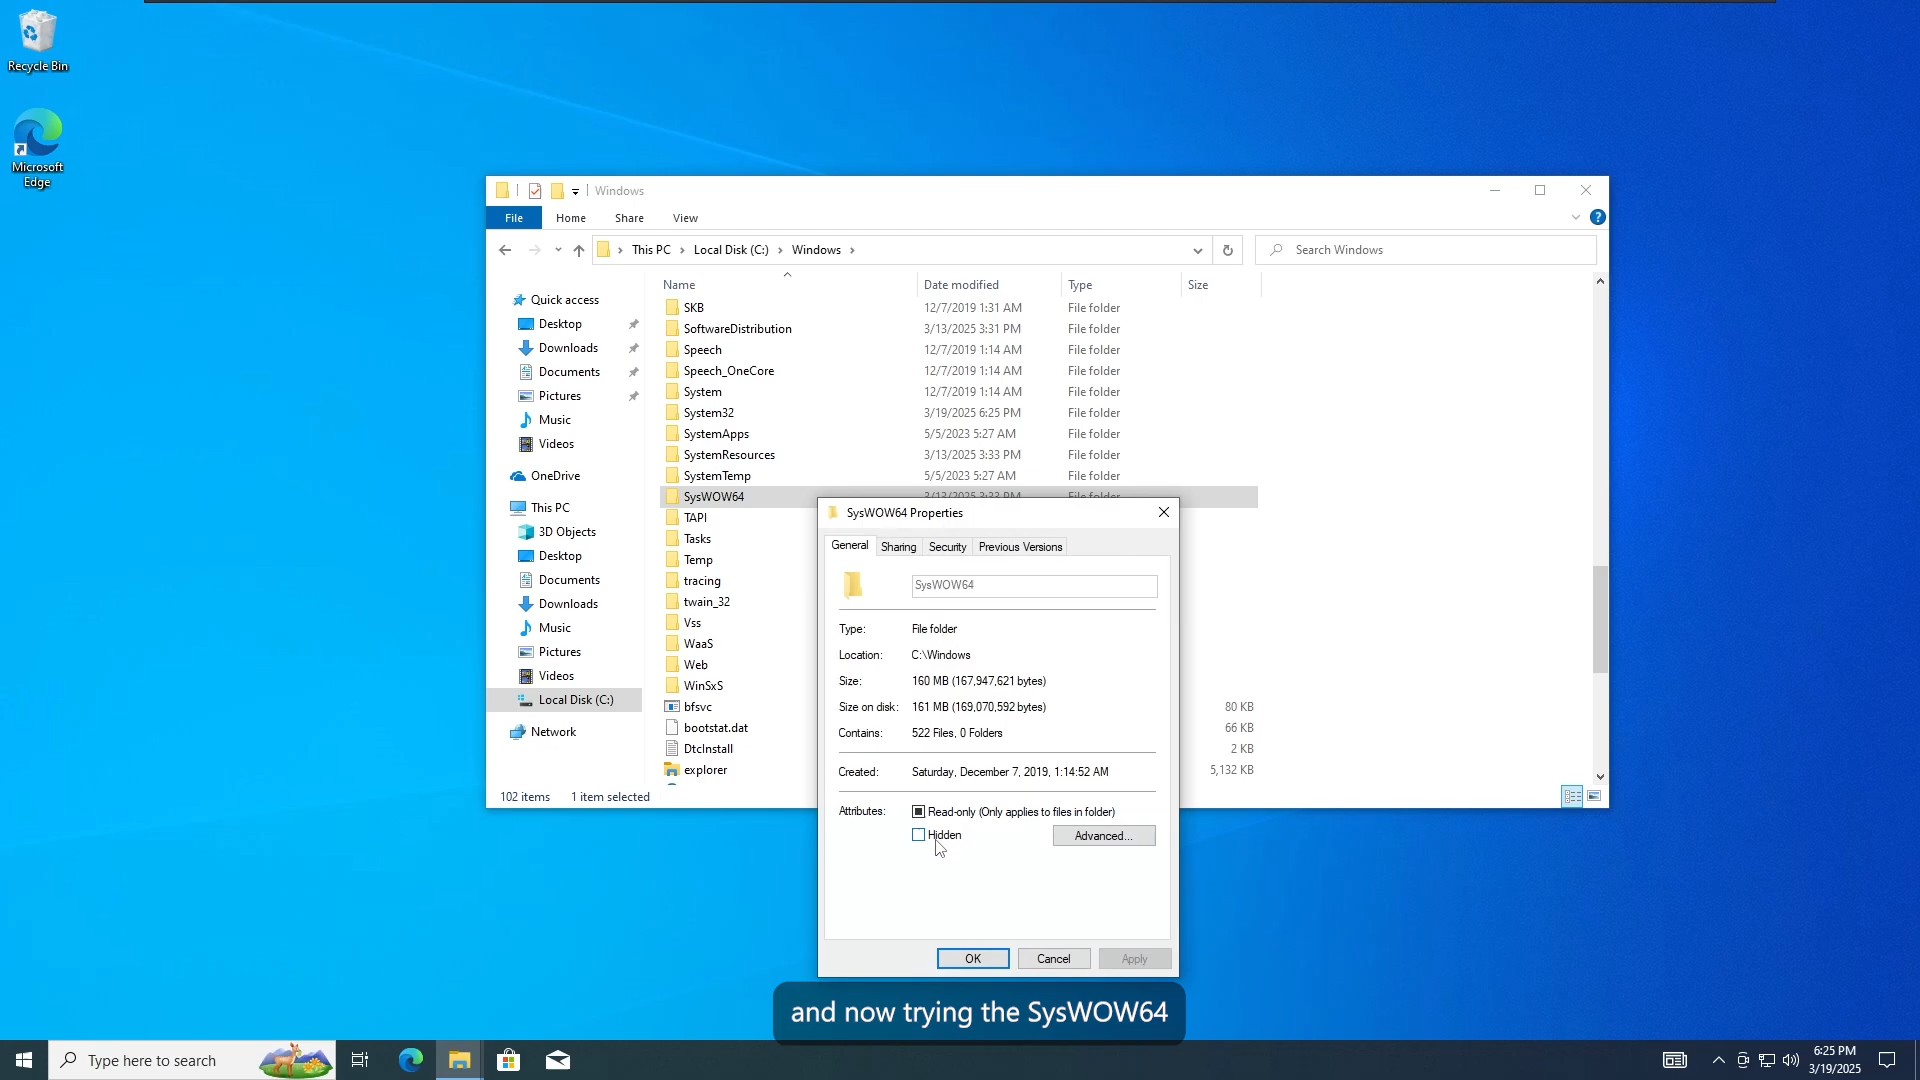 Recycle Bin
Microsoft
Edge
Windows
File Home Share View
This PC Local Disk (C:) Windows
Search Windows
Name Date modified Type Size
Quick access
Desktop
Downloads
Documents
Pictures
Music
Videos
OneDrive
This PC
3D Objects
Desktop
Documents
Downloads
Music
Pictures
Videos
Local Disk (C:)
Network
SKB 12/7/2019 1:31 AM File folder
SoftwareDistribution 3/13/2025 3:31 PM File folder
Speech 12/7/2019 1:14 AM File folder
Speech_OneCore 12/7/2019 1:14 AM File folder
System 12/7/2019 1:14 AM File folder
System32 3/19/2025 6:25 PM File folder
SystemApps 5/5/2023 5:27 AM File folder
SystemResources 3/13/2025 3:33 PM File folder
SystemTemp 5/5/2023 5:27 AM File folder
SysWOW64 3/13/2025 3:33 PM File folder
TAPI
Tasks
Temp
tracing
twain_32
Vss
WaaS
Web
WinSxS
bfsvc 80 KB
bootstat.dat 66 KB
DtcInstall 2 KB
explorer 5,132 KB
102 items 1 item selected
SysWOW64 Properties
General Sharing Security Previous Versions
SysWOW64
Type: File folder
Location: C:\Windows
Size: 160 MB (167,947,621 bytes)
Size on disk: 161 MB (169,070,592 bytes)
Contains: 522 Files, 0 Folders
Created: Saturday, December 7, 2019, 1:14:52 AM
Attributes: Read-only (Only applies to files in folder)
Hidden Advanced...
OK Cancel Apply
and now trying the SysWOW64
Type here to search
6:25 PM
3/19/2025